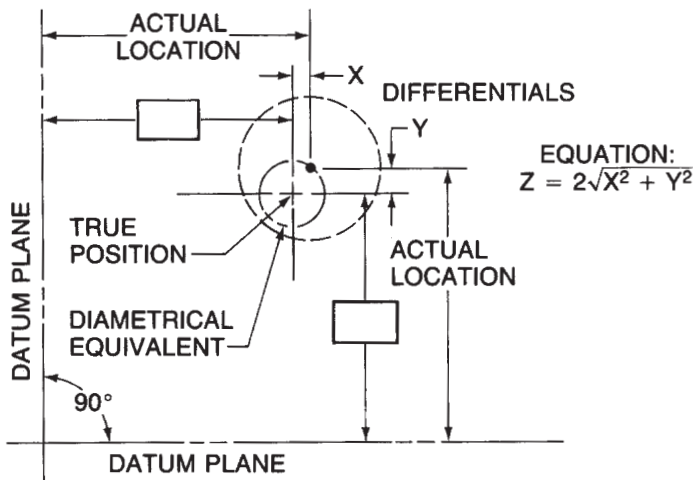 ACTUAL
LOCATION
X
DIFFERENTIALS
Y
EQUATION:
Z = 2√X² + Y²
TRUE
POSITION
ACTUAL
LOCATION
DIAMETRICAL
EQUIVALENT
DATUM PLANE
90°
DATUM PLANE